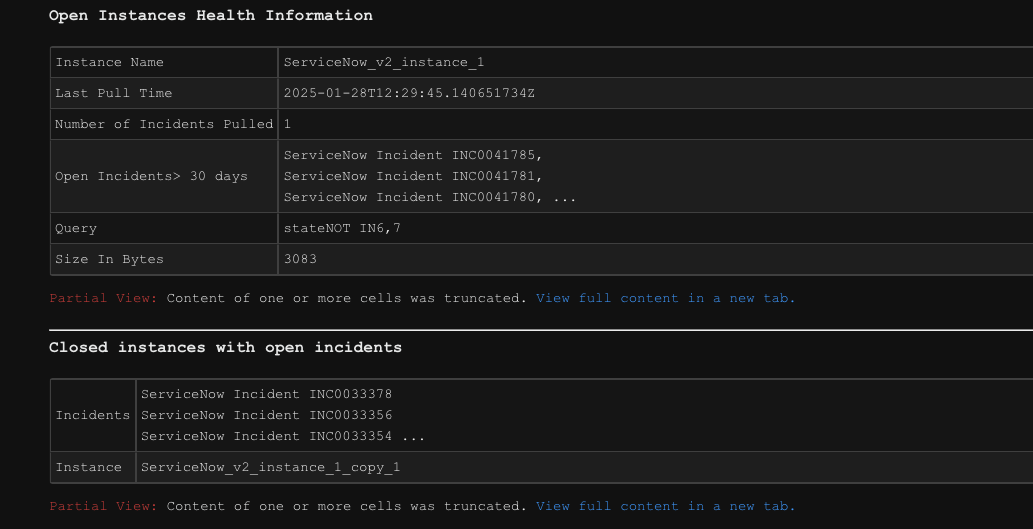 Open Instances Health Information
Instance Name ServiceNow_v2_instance_1
Last Pull Time 2025-01-28T12:29:45.140651734Z
Number of Incidents Pulled 1
Open Incidents> 30 days ServiceNow Incident INC0041785,
ServiceNow Incident INC0041781,
ServiceNow Incident INC0041780, ...
Query stateNOT IN6,7
Size In Bytes 3083
Partial View: Content of one or more cells was truncated. View full content in a new tab.
Closed instances with open incidents
Incidents ServiceNow Incident INC0033378
ServiceNow Incident INC0033356
ServiceNow Incident INC0033354 ...
Instance ServiceNow_v2_instance_1_copy_1
Partial View: Content of one or more cells was truncated. View full content in a new tab.